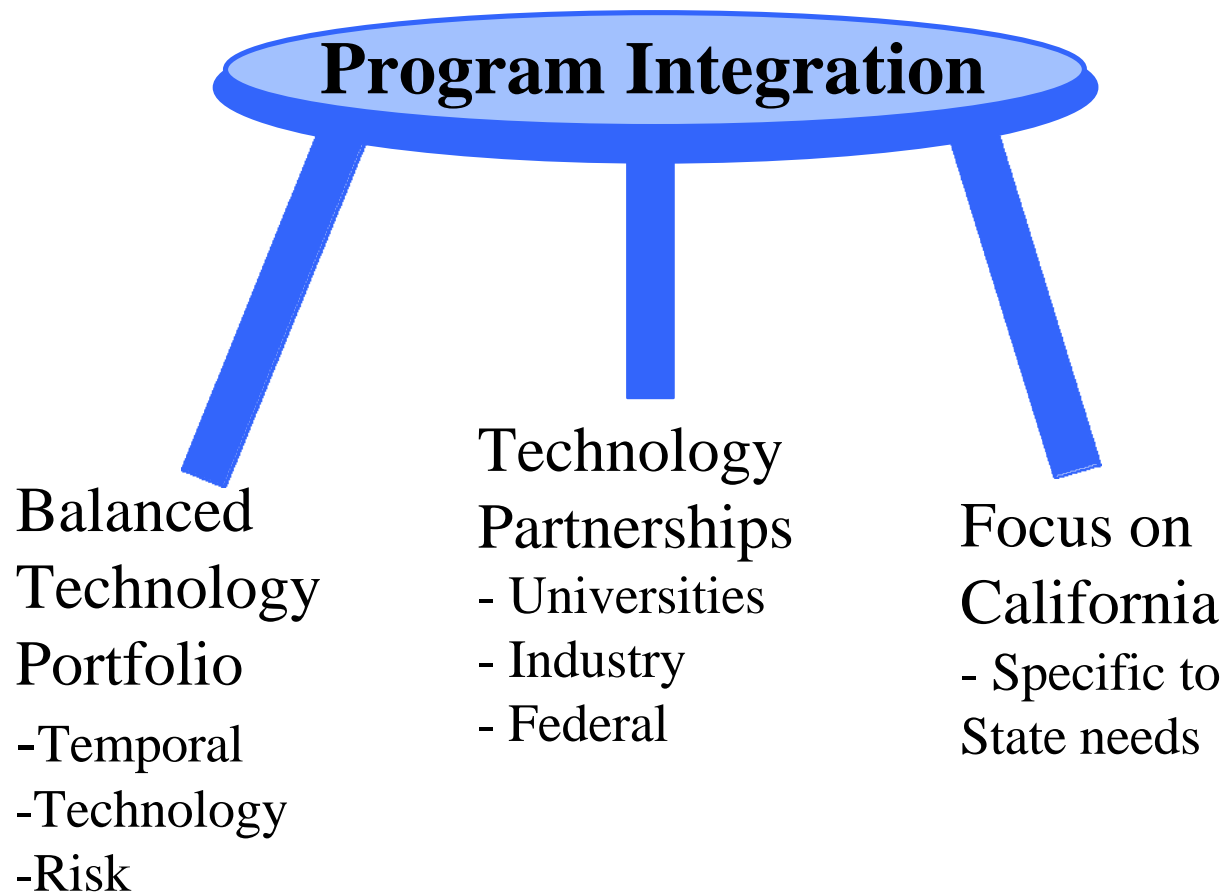 Program Integration
Balanced
Technology
Portfolio
-Temporal
-Technology
-Risk
Technology
Partnerships
- Universities
- Industry
- Federal
Focus on
California
- Specific to
State needs